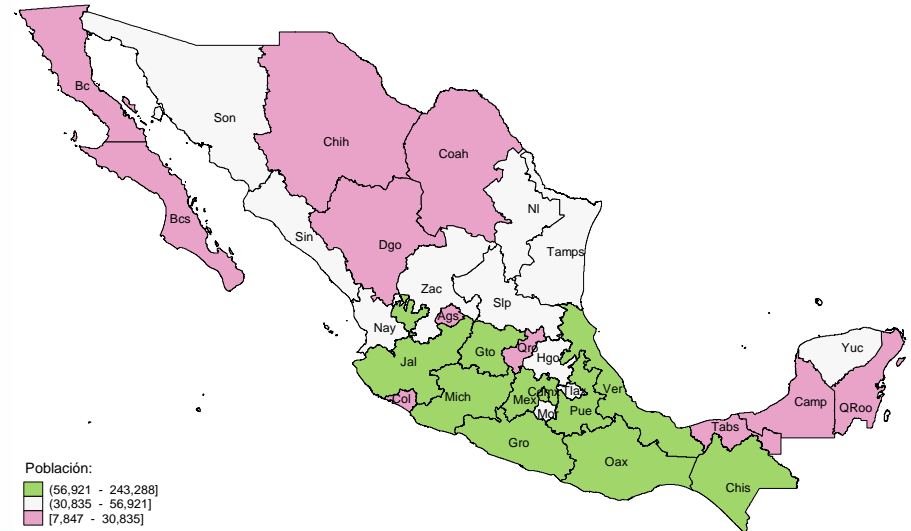 Bc
Son
Chih
Coah
Bcs
Nl
Sin
Dgo
Tamps
Zac
Slp
Nay
Ags
Qro
Yuc
Jal
Gto
Hgo
Col
Mich
Mex
Cdmx
Tlax
Ver
Mor
Pue
Camp
QRoo
Gro
Tabs
Oax
Chis
Población:
(56,921 - 243,288]
(30,835 - 56,921]
[7,847 - 30,835]